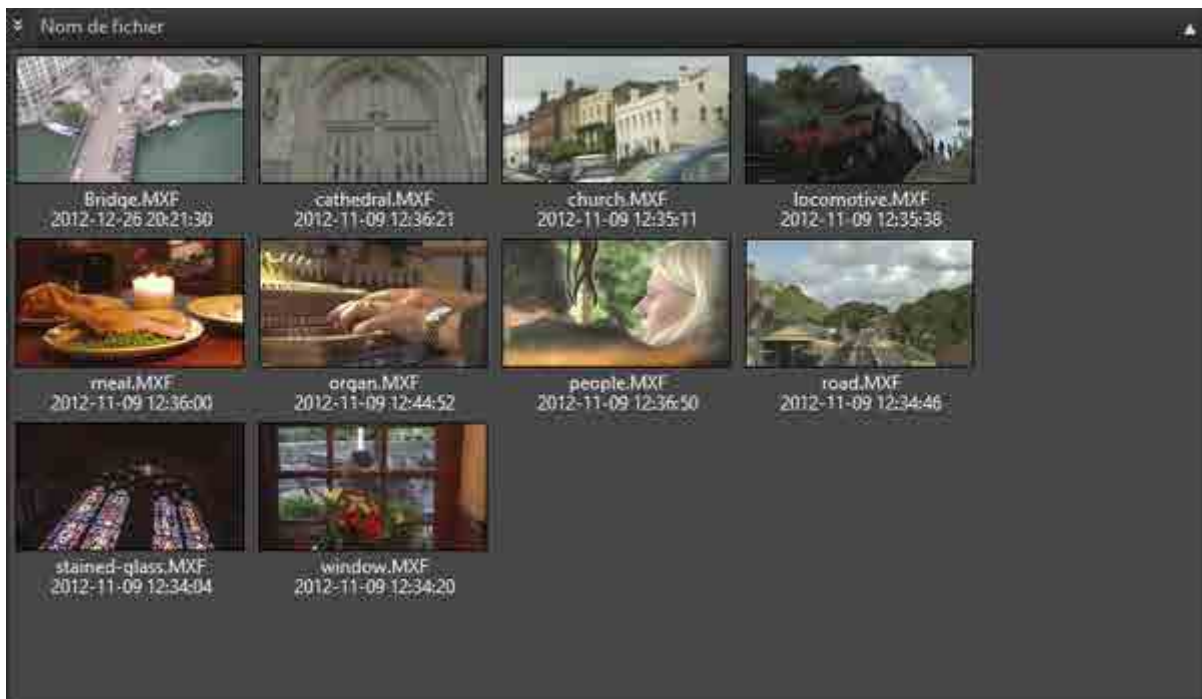 Nom de fichier
Bridge.MXF
2012-12-26 20:21:30
cathedral.MXF
2012-11-09 12:36:21
church.MXF
2012-11-09 12:35:11
locomotive.MXF
2012-11-09 12:35:38
meal.MXF
2012-11-09 12:36:00
organ.MXF
2012-11-09 12:44:52
people.MXF
2012-11-09 12:36:50
road.MXF
2012-11-09 12:34:46
stained-glass.MXF
2012-11-09 12:34:04
window.MXF
2012-11-09 12:34:20